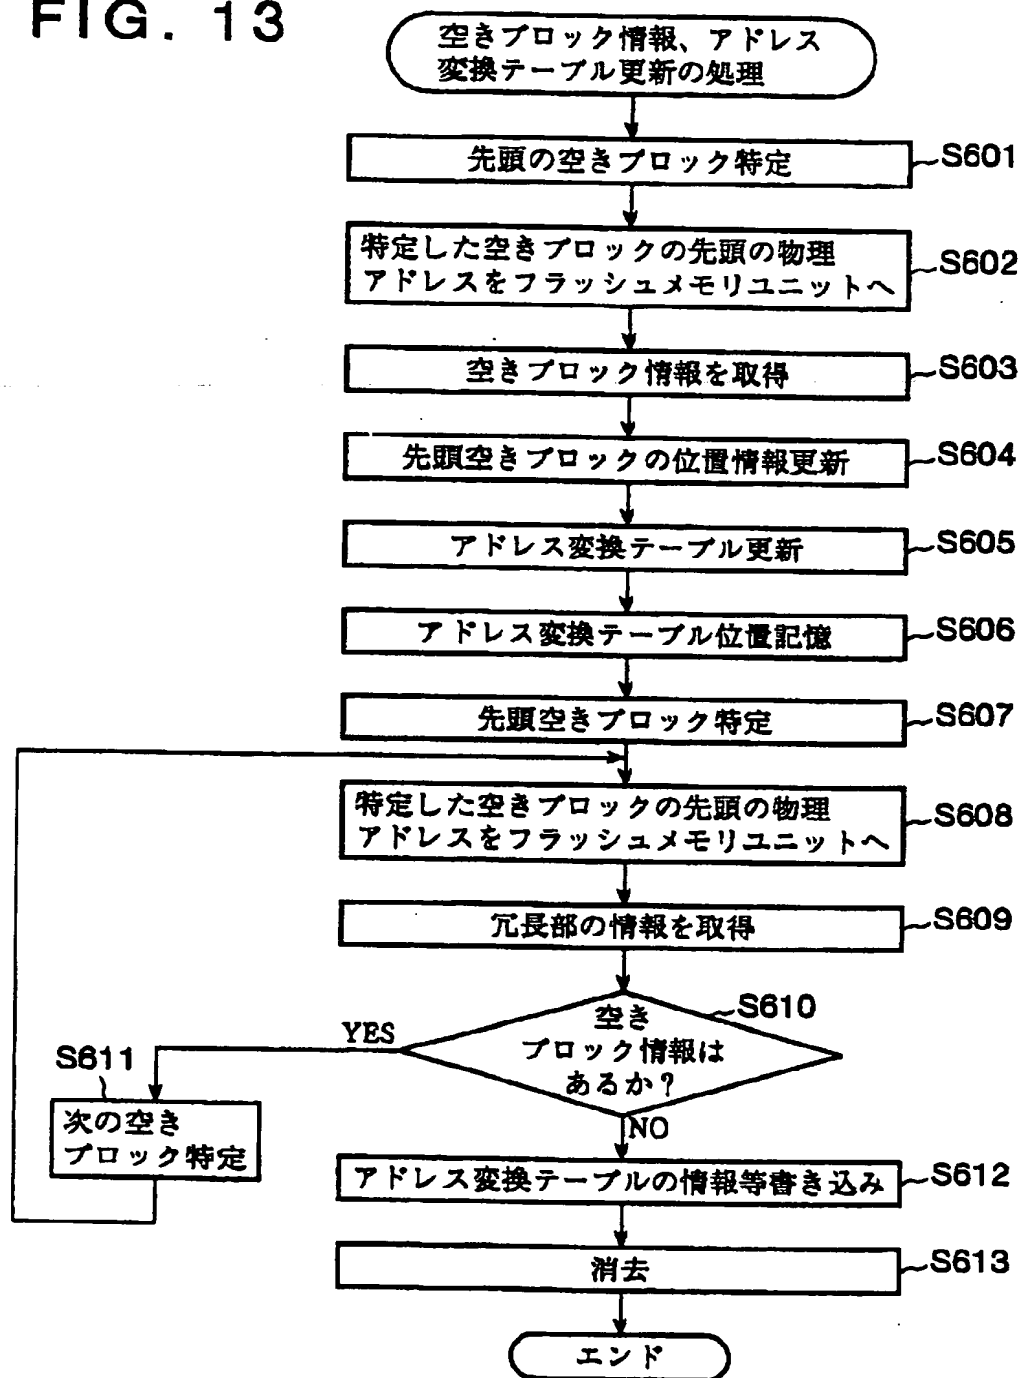 FIG. 13
空きブロック情報、アドレス
変換テーブル更新の処理
先頭の空きブロック特定
S601
特定した空きブロックの先頭の物理
アドレスをフラッシュメモリユニットへ
S602
空きブロック情報を取得
S603
先頭空きブロックの位置情報更新
S604
アドレス変換テーブル更新
S605
アドレス変換テーブル位置記憶
S606
先頭空きブロック特定
S607
特定した空きブロックの先頭の物理
アドレスをフラッシュメモリユニットへ
S608
冗長部の情報を取得
S609
空き
ブロック情報は
あるか？
S610
YES
S611
次の空き
ブロック特定
NO
アドレス変換テーブルの情報等書き込み
S612
消去
S613
エンド